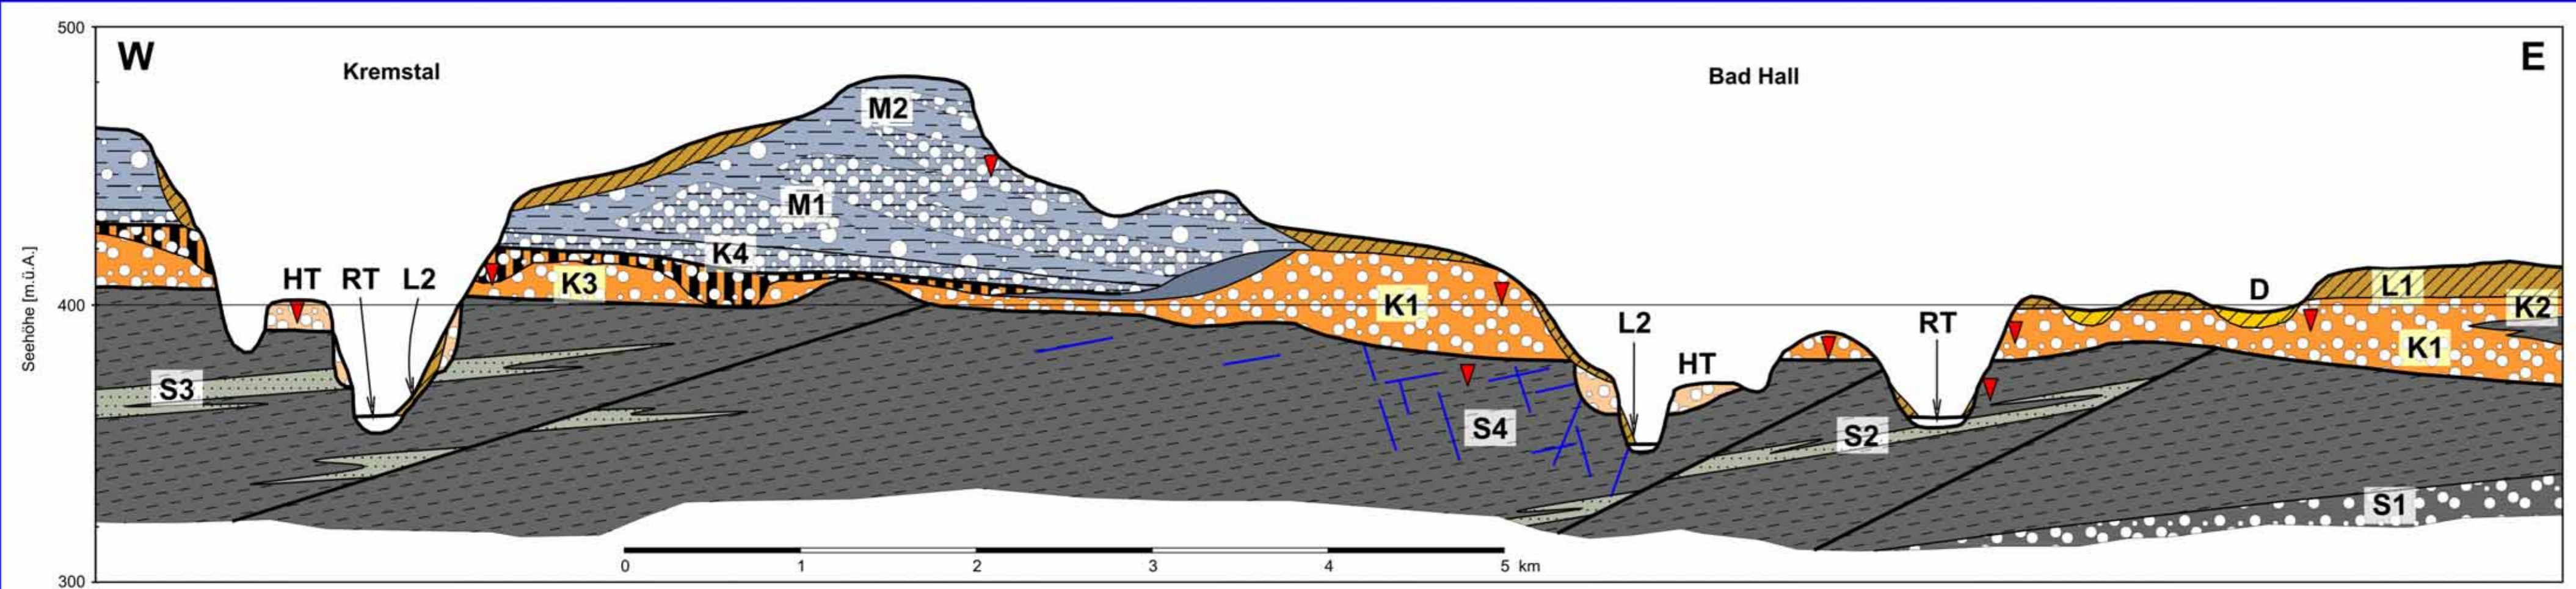 500
W
Kremstal
Bad Hall
E
M2
M1
K4
HT RT L2
K3
D
L1
K2
400
K1
L2
RT
K1
HT
Seehöhe [m.ü.A.]
S3
S4
S2
S1
0 1 2 3 4 5 km
300